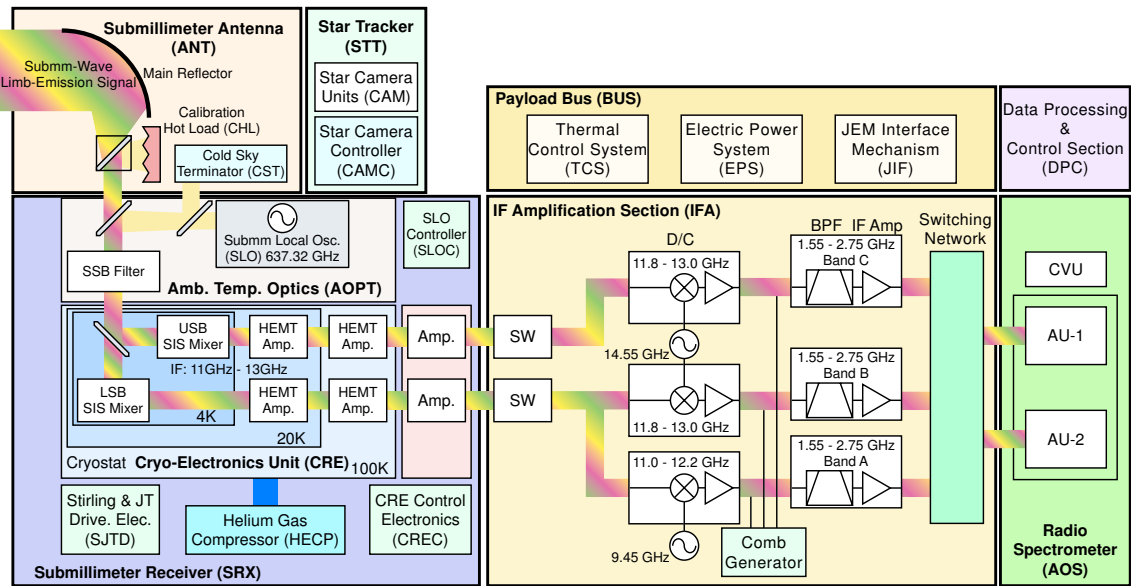 Submillimeter Antenna
(ANT)
Submm-Wave
Limb-Emission Signal
Main Reflector
Calibration
Hot Load (CHL)
Cold Sky
Terminator (CST)
Star Tracker
(STT)
Star Camera
Units (CAM)
Star Camera
Controller
(CAMC)
Payload Bus (BUS)
Thermal
Control System
(TCS)
Electric Power
System
(EPS)
JEM Interface
Mechanism
(JIF)
Data Processing
&
Control Section
(DPC)
SSB Filter
Submm Local Osc.
(SLO) 637.32 GHz
Amb. Temp. Optics (AOPT)
SLO
Controller
(SLOC)
USB
SIS Mixer
HEMT
Amp.
HEMT
Amp.
Amp.
SW
IF: 11GHz - 13GHz
LSB
SIS Mixer
HEMT
Amp.
HEMT
Amp.
Amp.
SW
4K
20K
100K
Cryostat Cryo-Electronics Unit (CRE)
Stirling & JT
Drive. Elec.
(SJTD)
Helium Gas
Compressor (HECP)
CRE Control
Electronics
(CREC)
Submillimeter Receiver (SRX)
IF Amplification Section (IFA)
D/C
BPF IF Amp
Switching
Network
11.8 - 13.0 GHz
1.55 - 2.75 GHz
Band C
14.55 GHz
11.8 - 13.0 GHz
1.55 - 2.75 GHz
Band B
11.0 - 12.2 GHz
1.55 - 2.75 GHz
Band A
9.45 GHz
Comb
Generator
CVU
AU-1
AU-2
Radio
Spectrometer
(AOS)